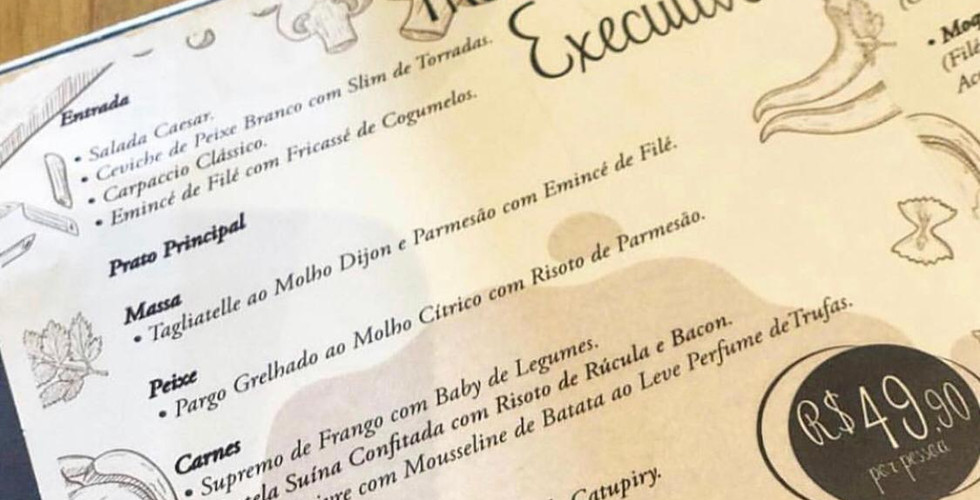 Executivo
Entrada
• Salada Caesar.
• Ceviche de Peixe Branco com Slim de Torradas.
• Carpaccio Clássico.
• Emincé de Filé com Fricassé de Cogumelos.
Prato Principal
Massa
• Tagliatelle ao Molho Dijon e Parmesão com Emincé de Filé.
Peixe
• Pargo Grelhado ao Molho Cítrico com Risoto de Parmesão.
Carnes
• Supremo de Frango com Baby de Legumes.
Suína Confitada com Risoto de Rúcula e Bacon.
com Mousseline de Batata ao Leve Perfume de Trufas.
Catupiry.
R$49,90
por pessoa